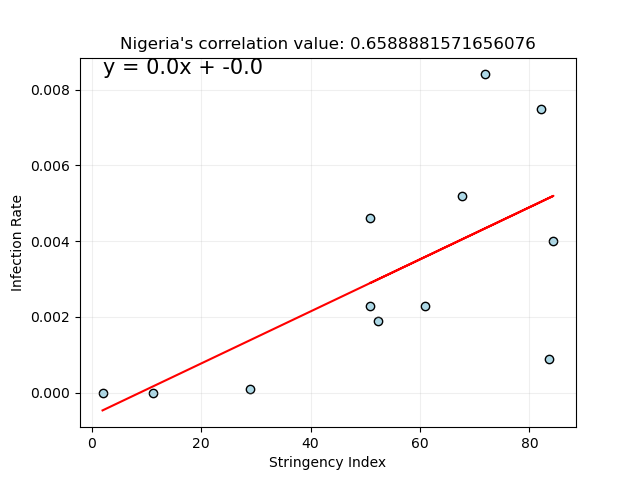 Nigeria's correlation value: 0.6588881571656076
y = 0.0x + -0.0
0.008
0.006
0.004
0.002
0.000
Infection Rate
0 20 40 60 80
Stringency Index